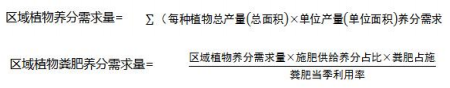 区域植物养分需求量= ∑（每种植物总产量(总面积)×单位产量(单位面积)养分需求
区域植物粪肥养分需求量= 区域植物养分需求量×施肥供给养分占比×粪肥占施
粪肥当季利用率